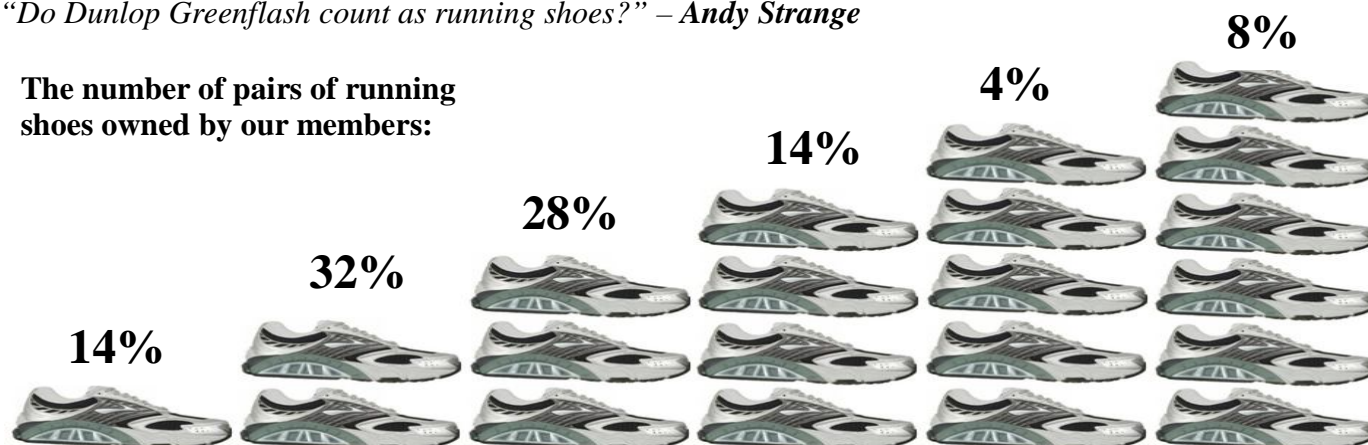 “Do Dunlop Greenflash count as running shoes?” – Andy Strange
The number of pairs of running
shoes owned by our members:
14%
32%
28%
14%
4%
8%